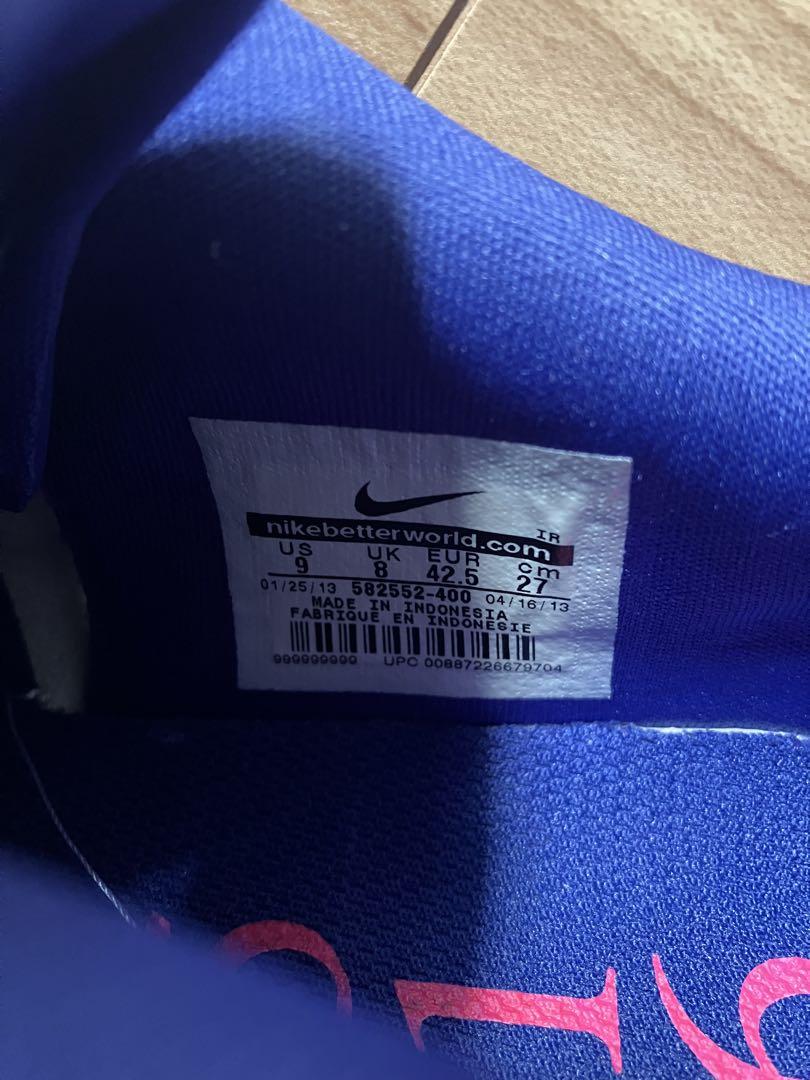 nikebetterworld.com IR
US UK EUR cm
9 8 42.5 27
01/25/13 582552-400 04/16/13
MADE IN INDONESIA
FABRIQUE EN INDONESIE
999999999 UPC 00887226679704